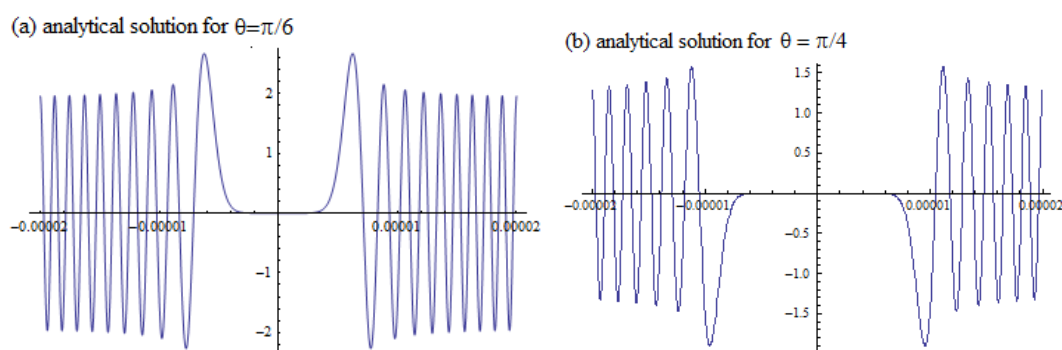 (a) analytical solution for θ=π/6
2
1
-0.00002 -0.00001 0.00001 0.00002
-1
-2
(b) analytical solution for θ = π/4
1.5
1.0
0.5
-0.00002 -0.00001 0.00001 0.00002
-0.5
-1.0
-1.5